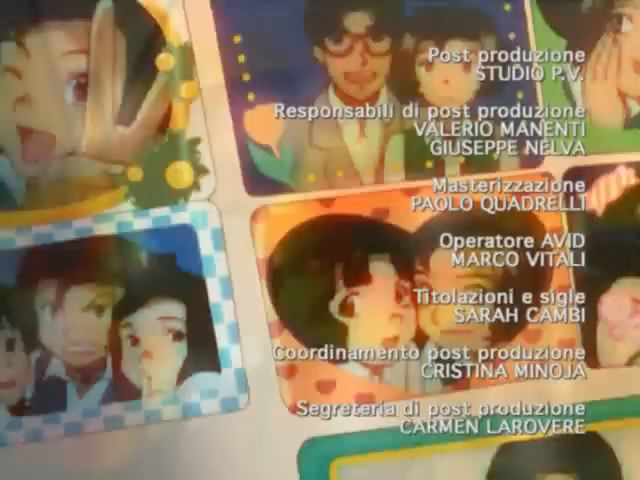 Post produzione
STUDIO P.V.
Responsabili di post produzione
VALERIO MANENTI
GIUSEPPE NELVA
Masterizzazione
PAOLO QUADRELLI
Operatore AVID
MARCO VITALI
Titolazioni e sigle
SARAH CAMBI
Coordinamento post produzione
CRISTINA MINOJA
Segreteria di post produzione
CARMEN LAROVERE